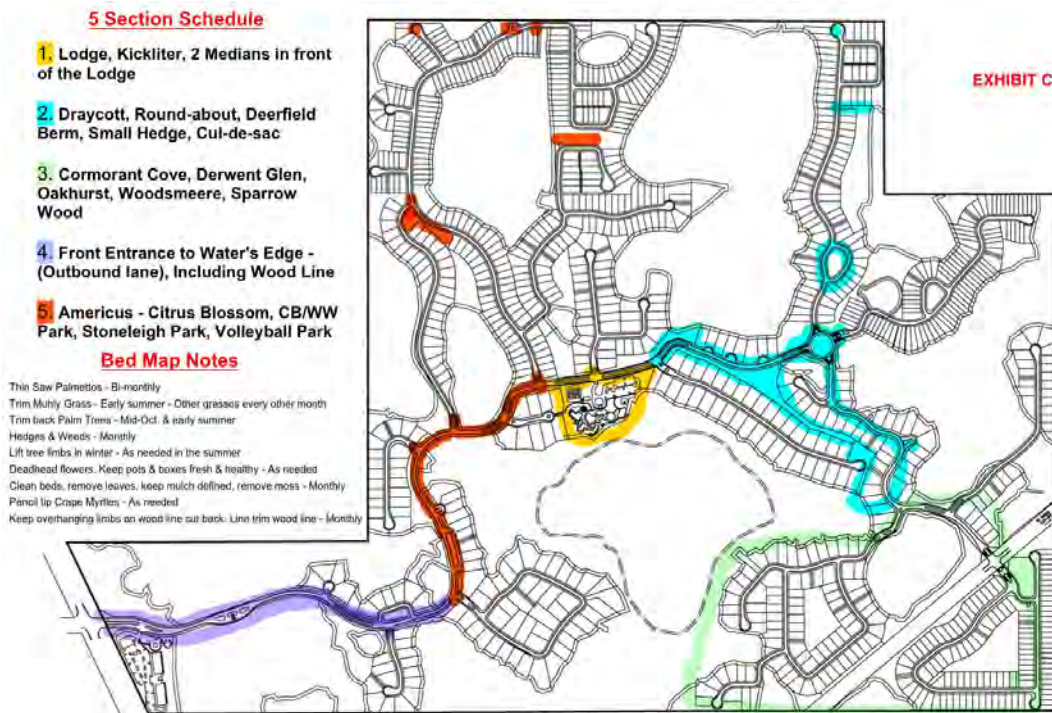 5 Section Schedule
1. Lodge, Kickliter, 2 Medians in front
of the Lodge
2. Draycott, Round-about, Deerfield
Berm, Small Hedge, Cul-de-sac
3. Cormorant Cove, Derwent Glen,
Oakhurst, Woodsmeere, Sparrow
Wood
4. Front Entrance to Water's Edge -
(Outbound lane), Including Wood Line
5. Americus - Citrus Blossom, CB/WW
Park, Stoneleigh Park, Volleyball Park
Bed Map Notes
Thin Saw Palmettos - Bi-monthly
Trim Muhly Grass - Early summer - Other grasses every other month
Trim back Palm Trees - Mid-Oct. & early summer
Hedges & Weeds - Monthly
Lift tree limbs in winter - As needed in the summer
Deadhead flowers. Keep pots & boxes fresh & healthy - As needed
Clean beds, remove leaves, keep mulch defined, remove moss - Monthly
Pencil tip Crape Myrtles - As needed
Keep overhanging limbs on wood line cut back. Line trim wood line - Monthly
EXHIBIT C